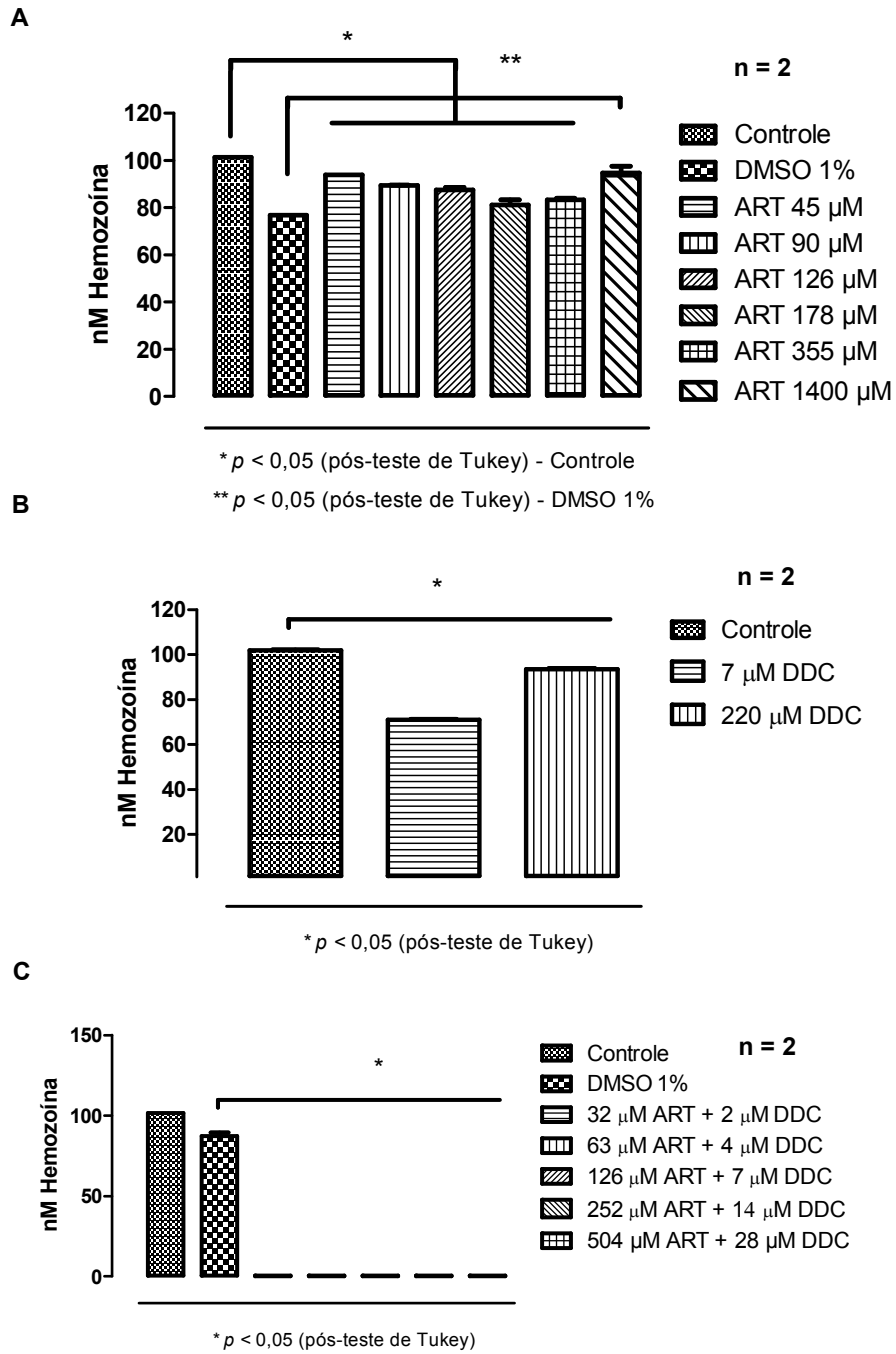 A
*
**
n = 2
nM Hemozoína
120
100
80
60
40
20
0
Controle
DMSO 1%
ART 45 µM
ART 90 µM
ART 126 µM
ART 178 µM
ART 355 µM
ART 1400 µM
* p < 0,05 (pós-teste de Tukey) - Controle
** p < 0,05 (pós-teste de Tukey) - DMSO 1%
B
*
n = 2
nM Hemozoína
120
100
80
60
40
20
Controle
7 µM DDC
220 µM DDC
* p < 0,05 (pós-teste de Tukey)
C
*
n = 2
nM Hemozoína
150
100
50
0
Controle
DMSO 1%
32 µM ART + 2 µM DDC
63 µM ART + 4 µM DDC
126 µM ART + 7 µM DDC
252 µM ART + 14 µM DDC
504 µM ART + 28 µM DDC
* p < 0,05 (pós-teste de Tukey)